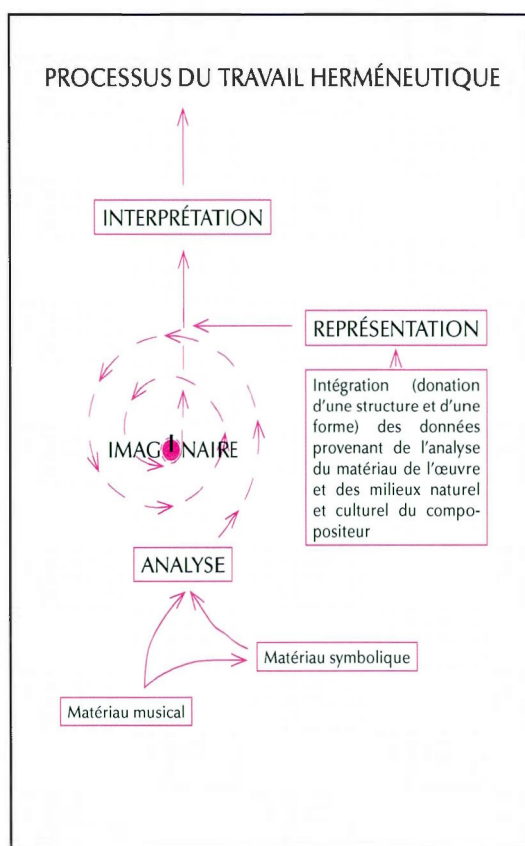 PROCESSUS DU TRAVAIL HERMÉNEUTIQUE
INTERPRÉTATION
REPRÉSENTATION
Intégration (donation
d'une structure et d'une
forme) des données
provenant de l'analyse
du matériau de l'œuvre
et des milieux naturel
et culturel du compo-
positeur
IMAGINAIRE
ANALYSE
Matériau symbolique
Matériau musical